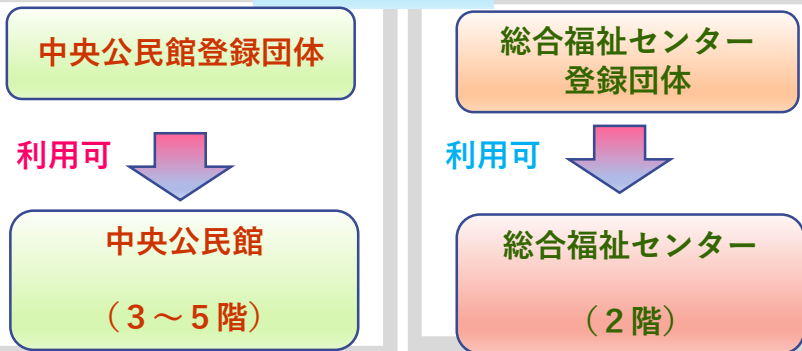 中央公民館登録団体
利用可
中央公民館
（３～５階）
総合福祉センター
登録団体
利用可
総合福祉センター
（２階）